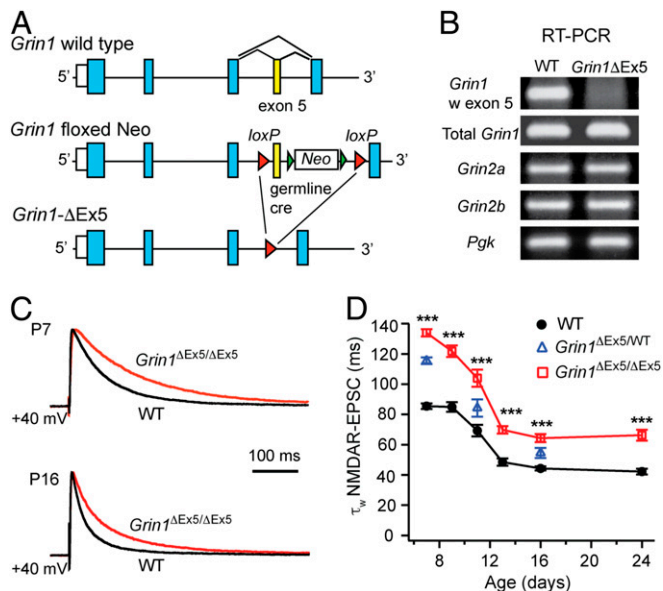 A
Grin1 wild type
5’
3’
exon 5
Grin1 floxed Neo
loxP
loxP
5’
Neo
3’
germline
cre
Grin1-ΔEx5
5’
3’
B
RT-PCR
WT Grin1ΔEx5
Grin1
w exon 5
Total Grin1
Grin2a
Grin2b
Pgk
C
P7
Grin1ΔEx5/ΔEx5
WT
+40 mV
100 ms
P16
Grin1ΔEx5/ΔEx5
WT
+40 mV
D
τw NMDAR-EPSC (ms)
140
120
100
80
60
40
20
0
8 12 16 20 24
Age (days)
*** *** *** *** *** ***
WT
Grin1ΔEx5/WT
Grin1ΔEx5/ΔEx5